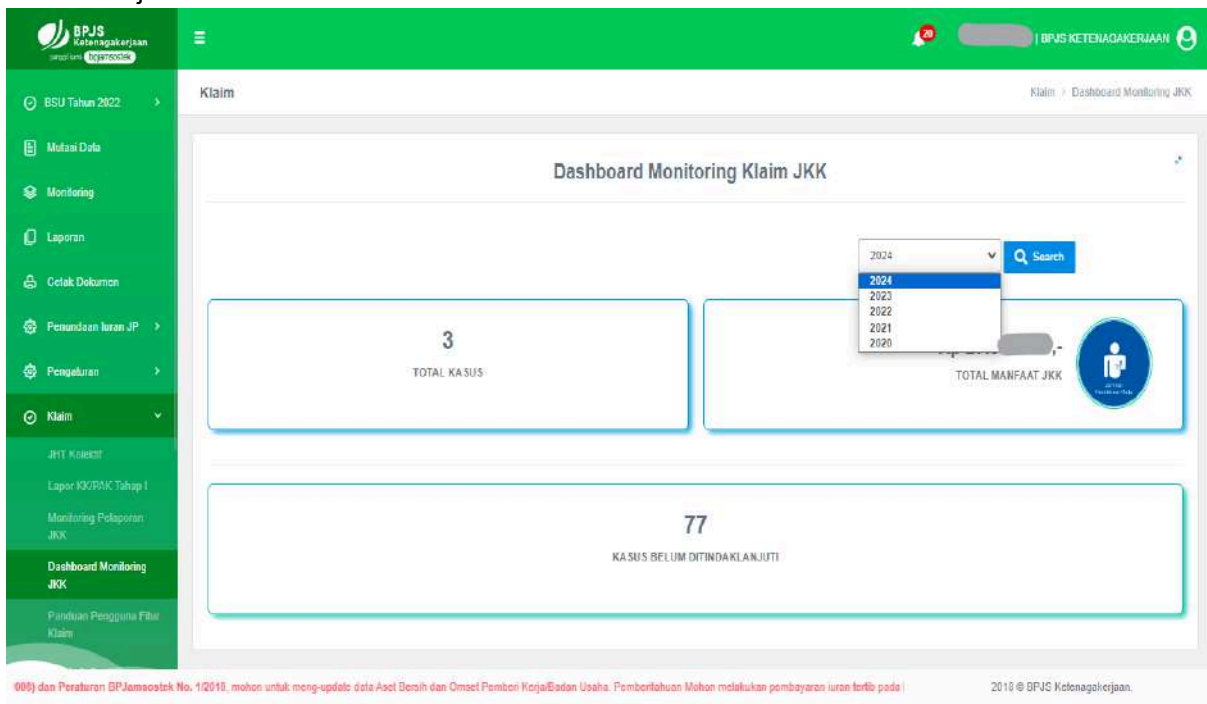 BPJS
Ketenagakerjaan
bpjamsostek
20
| BPJS KETENAGAKERJAAN
Klaim
Klaim > Dashboard Monitoring JKK
BSU Tahun 2022
Mutasi Data
Monitoring
Laporan
Cetak Dokumen
Penundaan Iuran JP
Pengaturan
Klaim
JHT Kolektif
Lapor KK/PAK Tahap I
Monitoring Pelaporan
JKK
Dashboard Monitoring
JKK
Panduan Pengguna Fitur
Klaim
Dashboard Monitoring Klaim JKK
2024
Search
2024
2023
2022
2021
2020
3
TOTAL KASUS
,-
TOTAL MANFAAT JKK
77
KASUS BELUM DITINDAKLANJUTI
008) dan Peraturan BPJamsostek No. 1/2018, mohon untuk meng-update data Aset Bersih dan Omset Pemberi Kerja/Badan Usaha. Pemberitahuan Mohon melakukan pembayaran iuran tertib pada
2018 © BPJS Ketenagakerjaan.